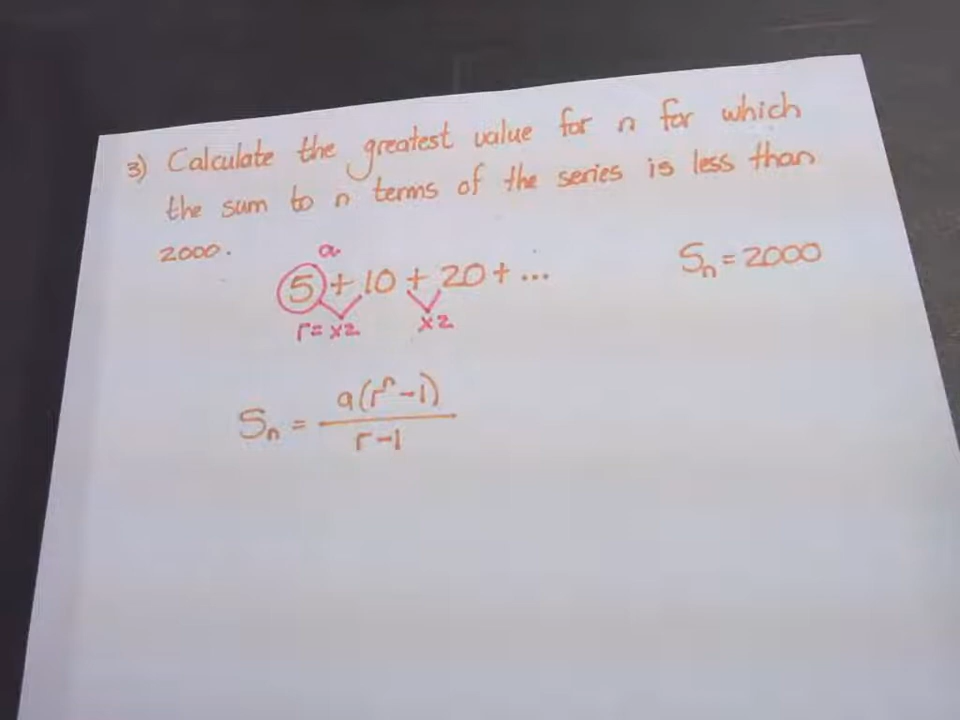 3) Calculate the greatest value for n for which
the sum to n terms of the series is less than
2000.
a
5 + 10 + 20 + ...
Sn = 2000
r = x2
x2
Sn = a(r^n - 1)
r - 1